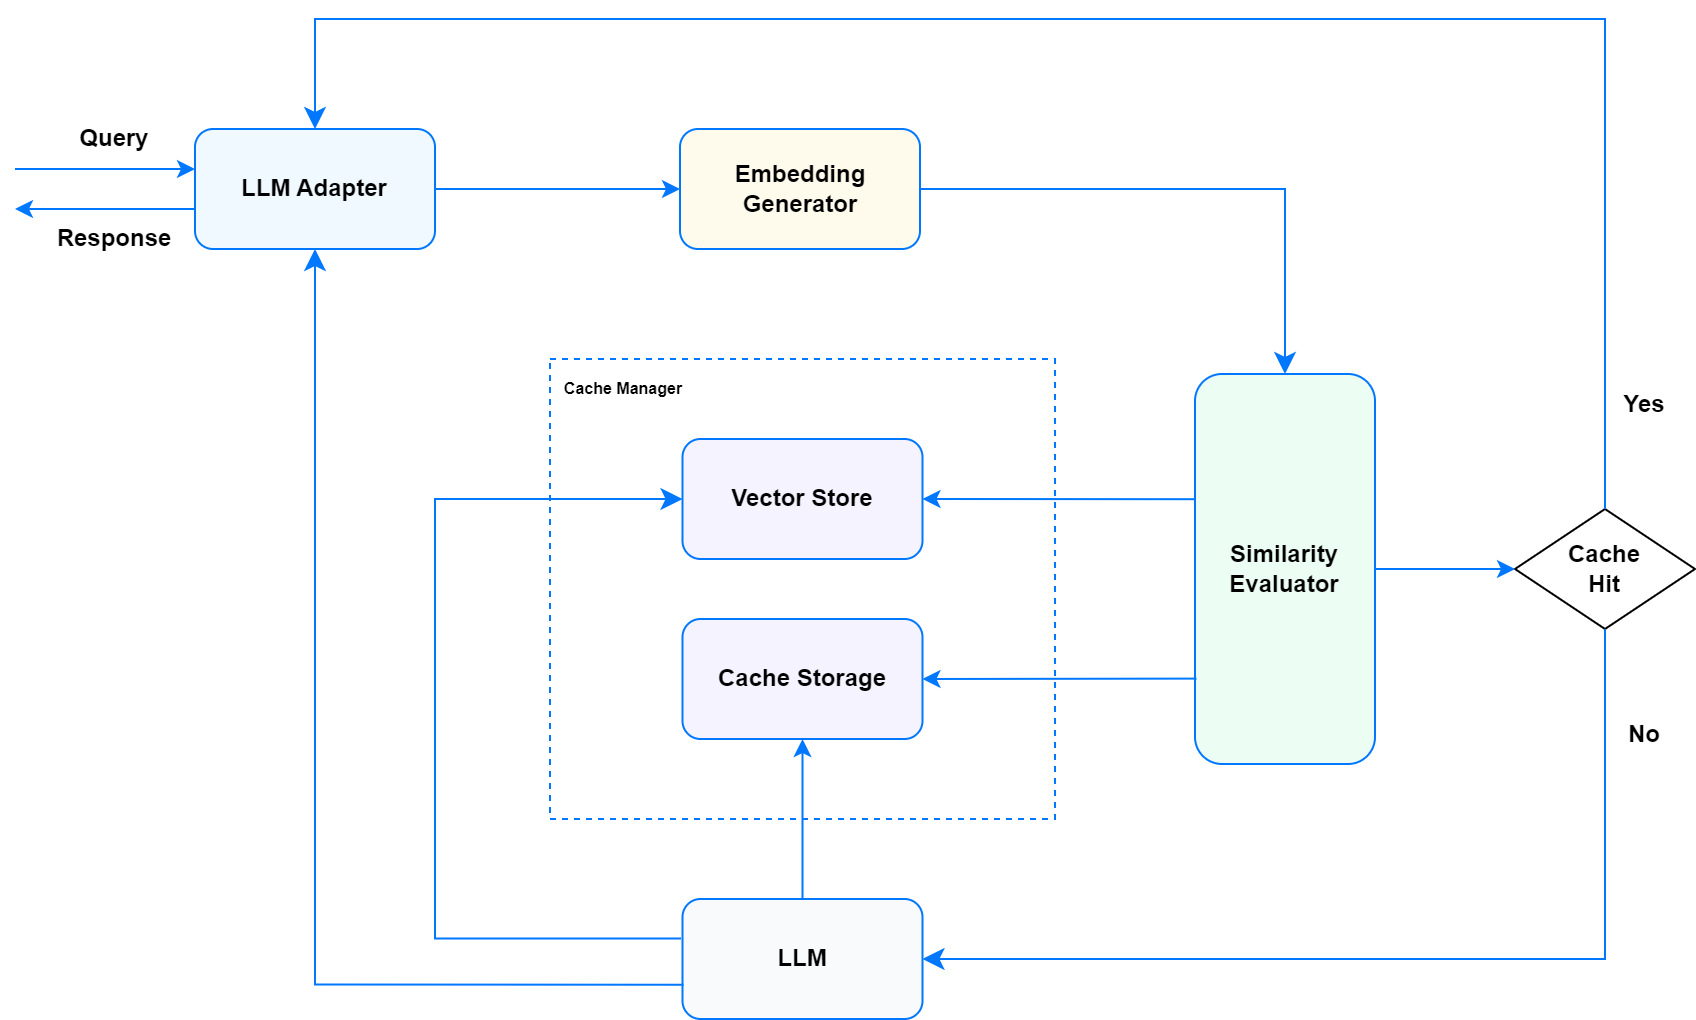 Query
LLM Adapter
Response
Embedding
Generator
Cache Manager
Vector Store
Cache Storage
Similarity
Evaluator
Yes
Cache
Hit
No
LLM